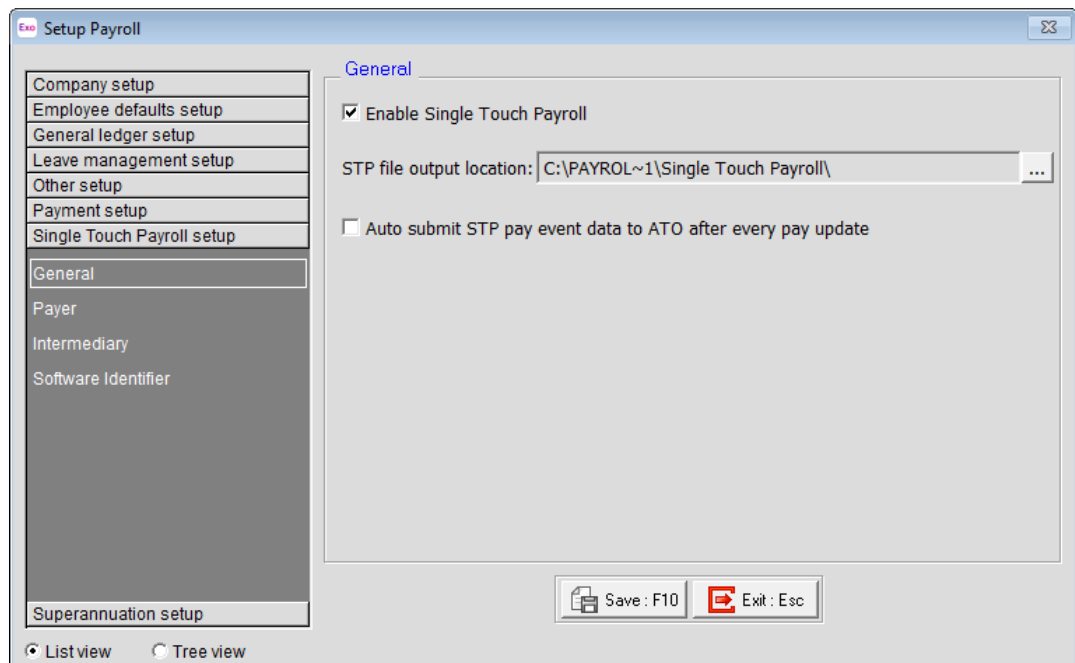 Exo Setup Payroll
Company setup
Employee defaults setup
General ledger setup
Leave management setup
Other setup
Payment setup
Single Touch Payroll setup
General
Payer
Intermediary
Software Identifier
Superannuation setup
List view Tree view
General
Enable Single Touch Payroll
STP file output location: C:\PAYROL~1\Single Touch Payroll\ ...
Auto submit STP pay event data to ATO after every pay update
Save : F10 Exit : Esc